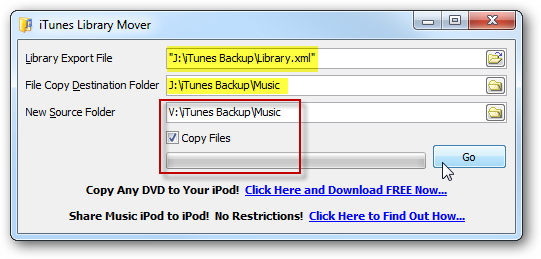 iTunes Library Mover
Library Export File "J:\iTunes Backup\Library.xml"
File Copy Destination Folder J:\iTunes Backup\Music
New Source Folder V:\iTunes Backup\Music
Copy Files
Go
Copy Any DVD to Your iPod! Click Here and Download FREE Now...
Share Music iPod to iPod! No Restrictions! Click Here to Find Out How...